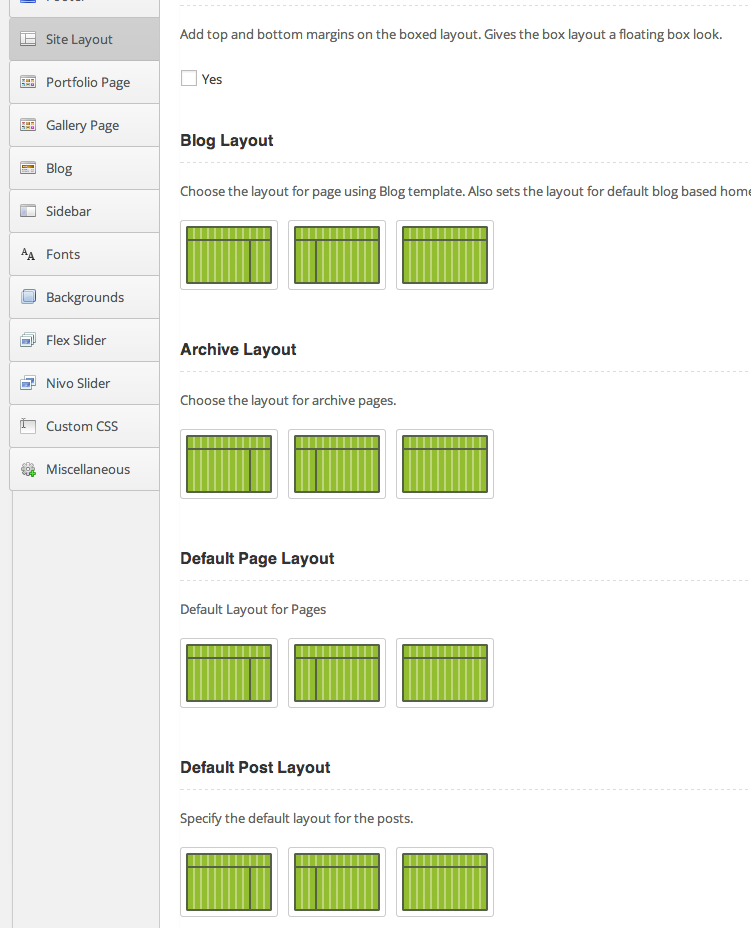 Footer
Site Layout
Portfolio Page
Gallery Page
Blog
Sidebar
Fonts
Backgrounds
Flex Slider
Nivo Slider
Custom CSS
Miscellaneous
Add top and bottom margins on the boxed layout. Gives the box layout a floating box look.
Yes
Blog Layout
Choose the layout for page using Blog template. Also sets the layout for default blog based home
Archive Layout
Choose the layout for archive pages.
Default Page Layout
Default Layout for Pages
Default Post Layout
Specify the default layout for the posts.